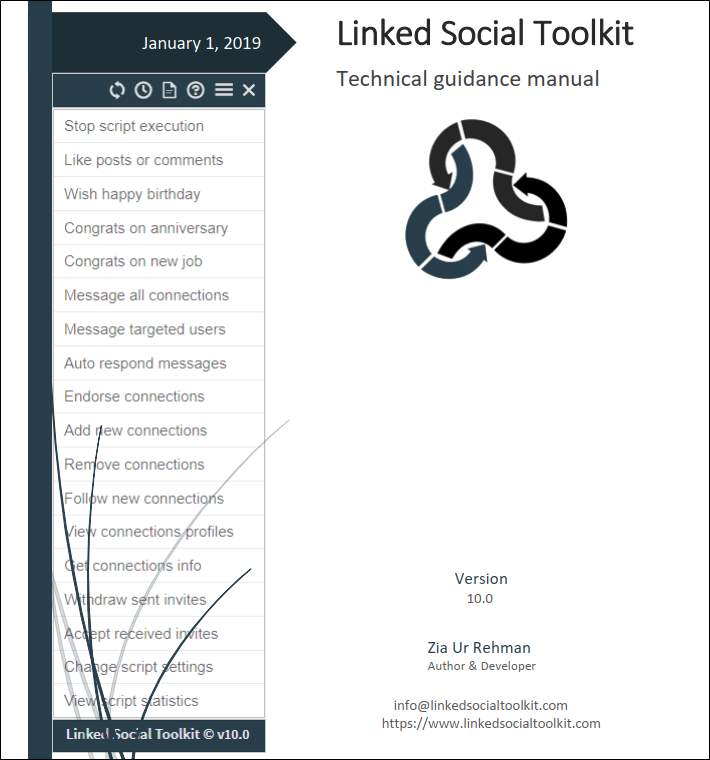 January 1, 2019
Linked Social Toolkit
Technical guidance manual
Stop script execution
Like posts or comments
Wish happy birthday
Congrats on anniversary
Congrats on new job
Message all connections
Message targeted users
Auto respond messages
Endorse connections
Add new connections
Remove connections
Follow new connections
View connections profiles
Get connections info
Withdraw sent invites
Accept received invites
Change script settings
View script statistics
Linked Social Toolkit © v10.0
Version
10.0
Zia Ur Rehman
Author & Developer
info@linkedsocialtoolkit.com
https://www.linkedsocialtoolkit.com